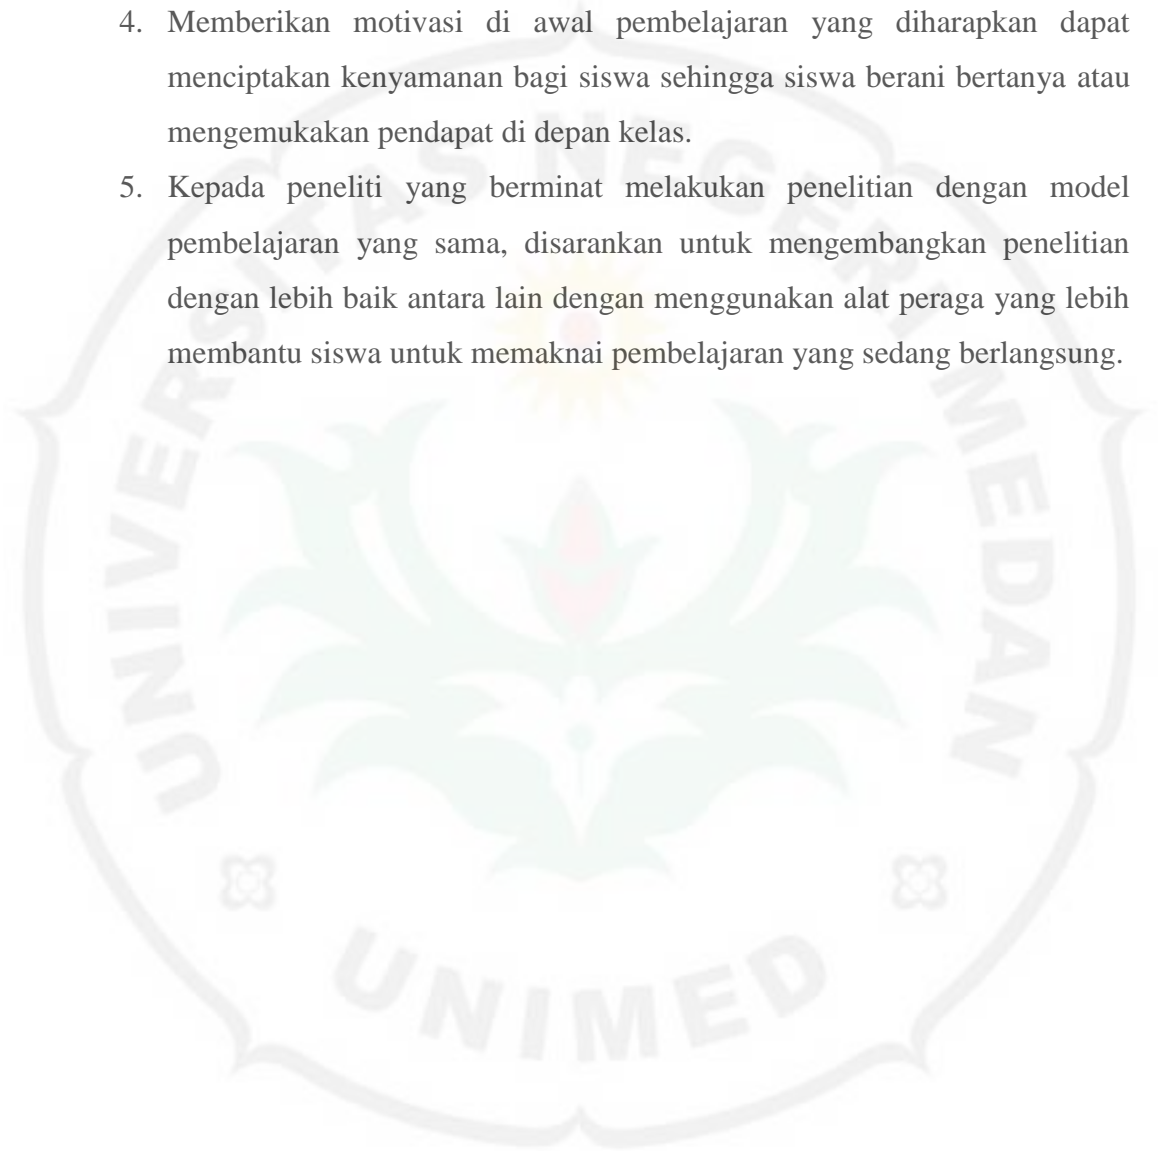 4. Memberikan motivasi di awal pembelajaran yang diharapkan dapat
menciptakan kenyamanan bagi siswa sehingga siswa berani bertanya atau
mengemukakan pendapat di depan kelas.
5. Kepada peneliti yang berminat melakukan penelitian dengan model
pembelajaran yang sama, disarankan untuk mengembangkan penelitian
dengan lebih baik antara lain dengan menggunakan alat peraga yang lebih
membantu siswa untuk memaknai pembelajaran yang sedang berlangsung.
UNIVERSITAS NEGERI MEDAN
UNIMED